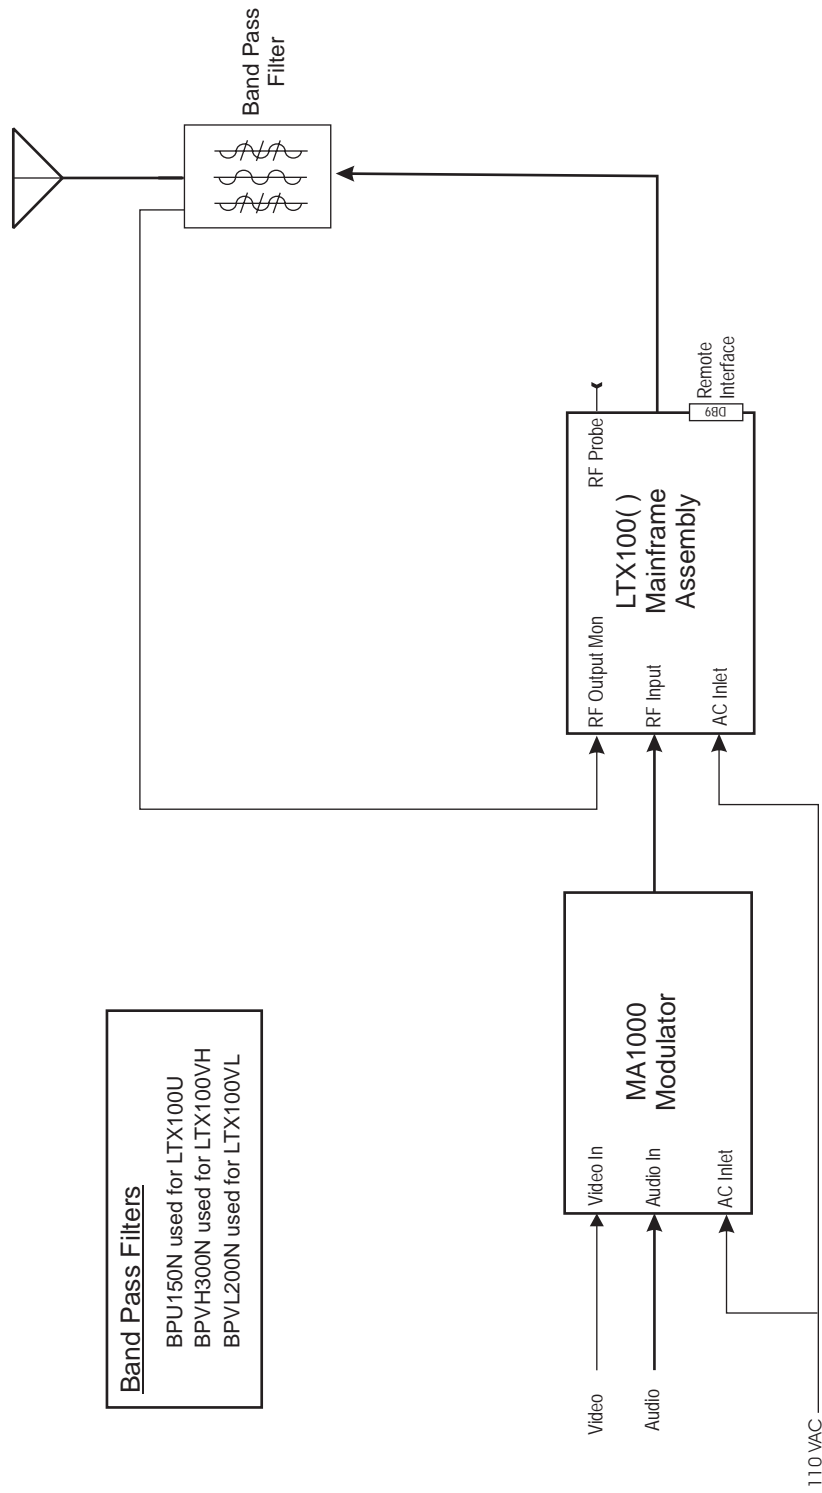 Band Pass Filters
BPU150N used for LTX100U
BPVH300N used for LTX100VH
BPVL200N used for LTX100VL
Band Pass
Filter
Video
Audio
110 VAC
Video In
Audio In
AC Inlet
MA1000
Modulator
RF Output Mon
RF Input
AC Inlet
LTX100( )
Mainframe
Assembly
RF Probe
DB9
Remote
Interface